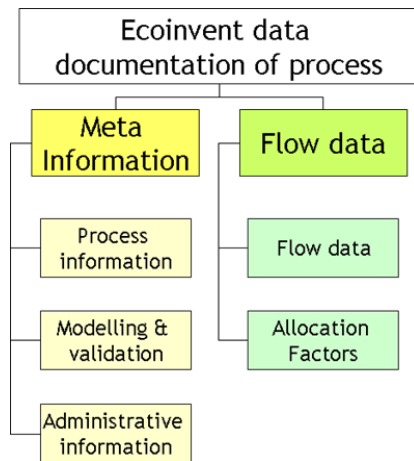 Ecoinvent data
documentation of process
Meta
Information
Flow data
Process
information
Flow data
Modelling &
validation
Allocation
Factors
Administrative
information